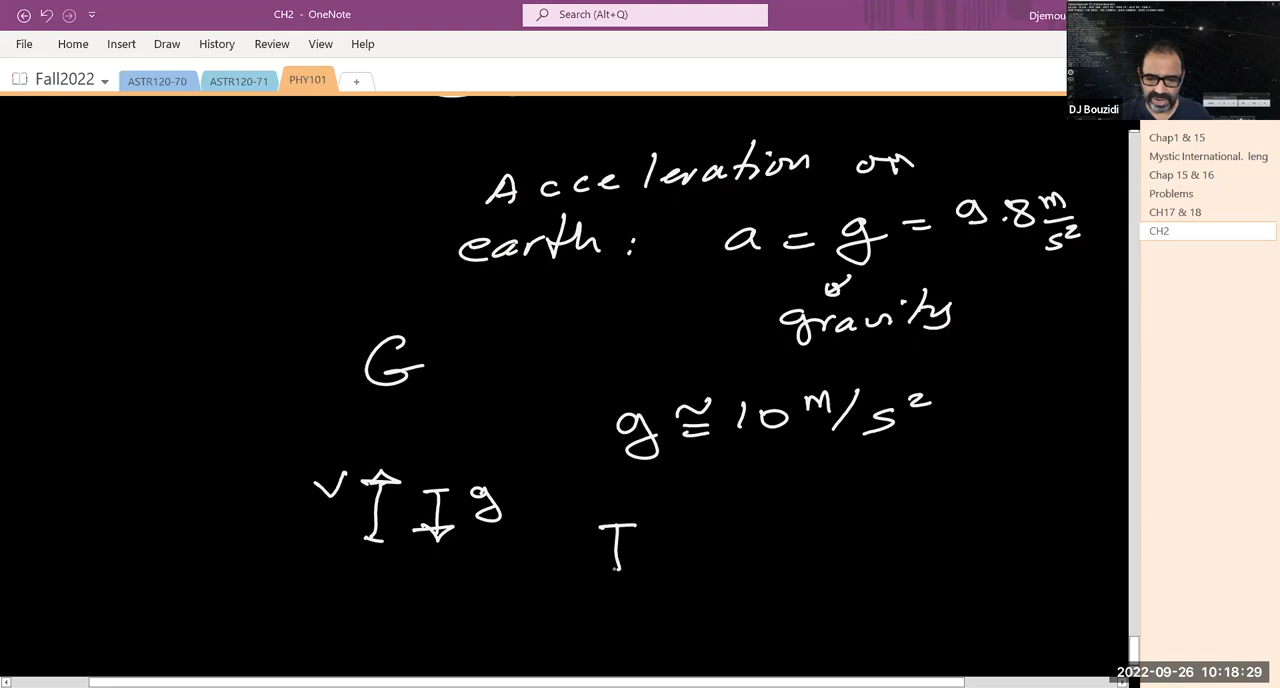 CH2 - OneNote
Search (Alt+Q)
Djemou
File Home Insert Draw History Review View Help
Fall2022 ASTR120-70 ASTR120-71 PHY101 +
DJ Bouzidi
Chap1 & 15
Mystic International. leng
Chap 15 & 16
Problems
CH17 & 18
CH2
Acceleration on
earth: a = g = 9.8 m/s²
gravity
G
g ≅ 10 m/s²
V g
T
2022-09-26 10:18:29